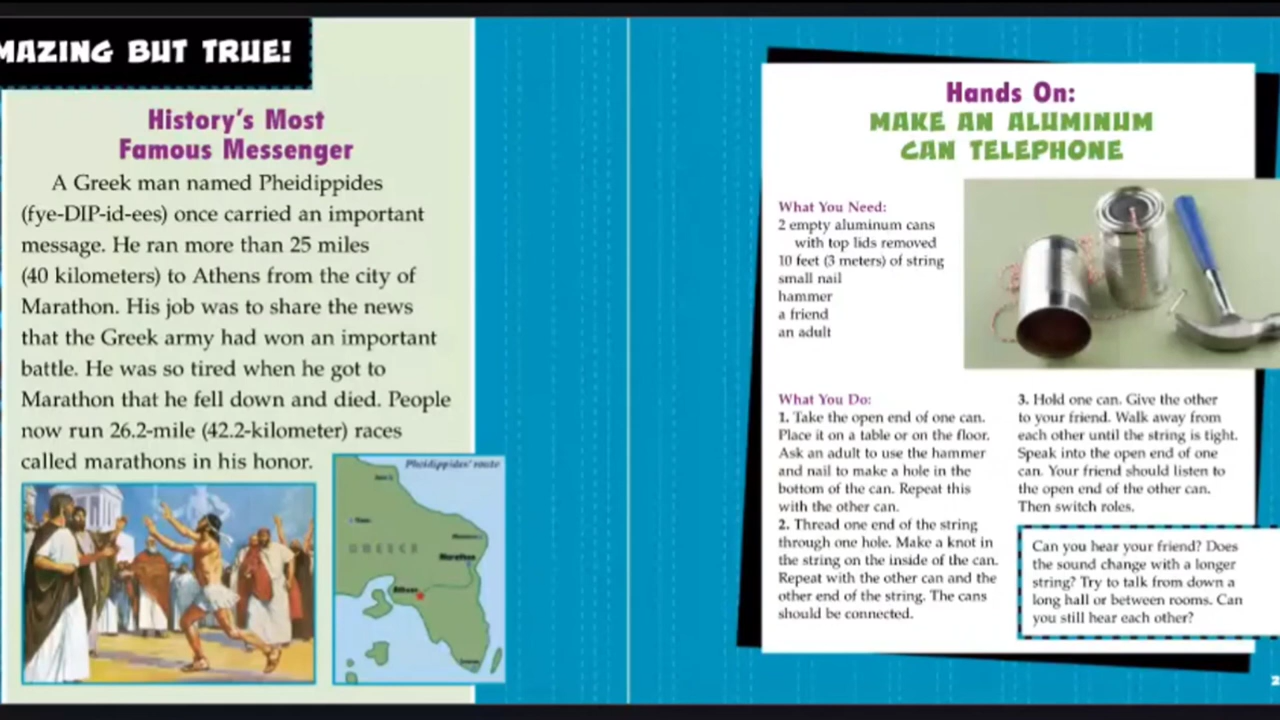 MAZING BUT TRUE!
History's Most
Famous Messenger
A Greek man named Pheidippides
(fye-DIP-id-ees) once carried an important
message. He ran more than 25 miles
(40 kilometers) to Athens from the city of
Marathon. His job was to share the news
that the Greek army had won an important
battle. He was so tired when he got to
Marathon that he fell down and died. People
now run 26.2-mile (42.2-kilometer) races
called marathons in his honor.
Pheidippides' route
GREECE
Marathon
Athens
Hands On:
MAKE AN ALUMINUM
CAN TELEPHONE
What You Need:
2 empty aluminum cans
with top lids removed
10 feet (3 meters) of string
small nail
hammer
a friend
an adult
What You Do:
1. Take the open end of one can.
Place it on a table or on the floor.
Ask an adult to use the hammer
and nail to make a hole in the
bottom of the can. Repeat this
with the other can.
2. Thread one end of the string
through one hole. Make a knot in
the string on the inside of the can.
Repeat with the other can and the
other end of the string. The cans
should be connected.
3. Hold one can. Give the other
to your friend. Walk away from
each other until the string is tight.
Speak into the open end of one
can. Your friend should listen to
the open end of the other can.
Then switch roles.
Can you hear your friend? Does
the sound change with a longer
string? Try to talk from down a
long hall or between rooms. Can
you still hear each other?
2